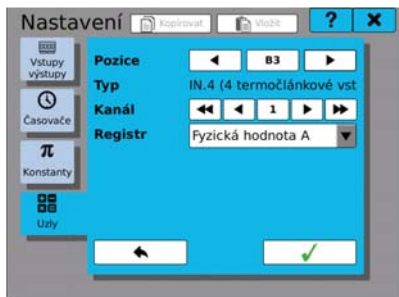 Nastavení Kopírovat Vložit ? ×
Vstupy
výstupy
Časovače
π
Konstanty
Uzly
Pozice B3
Typ IN.4 (4 termočlánkové vst
Kanál 1
Registr Fyzická hodnota A